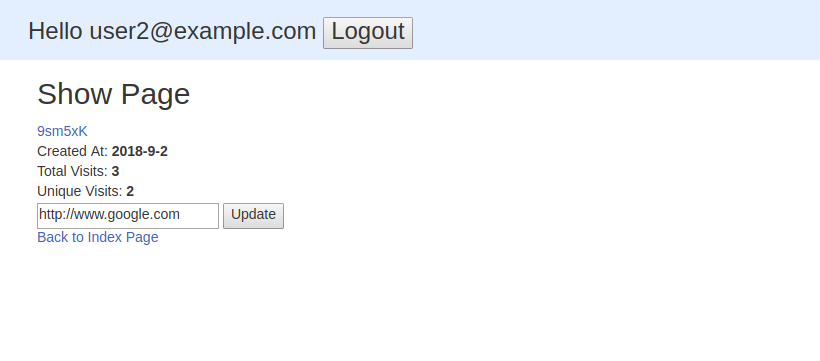 Hello user2@example.com Logout
Show Page
9sm5xK
Created At: 2018-9-2
Total Visits: 3
Unique Visits: 2
http://www.google.com Update
Back to Index Page